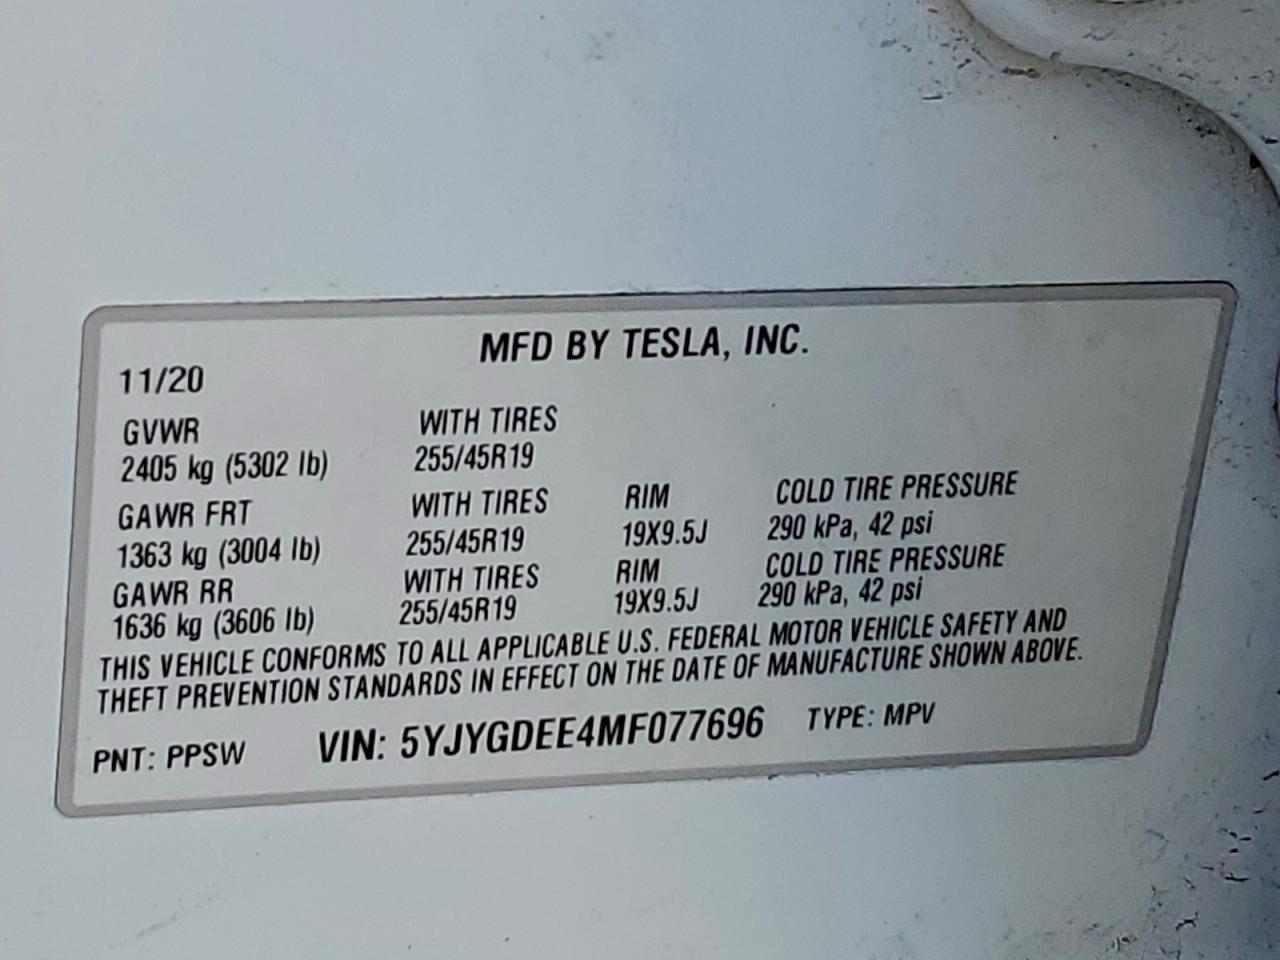 MFD BY TESLA, INC.
11/20
GVWR WITH TIRES
2405 kg (5302 lb) 255/45R19
GAWR FRT WITH TIRES RIM COLD TIRE PRESSURE
1363 kg (3004 lb) 255/45R19 19X9.5J 290 kPa, 42 psi
GAWR RR WITH TIRES RIM COLD TIRE PRESSURE
1636 kg (3606 lb) 255/45R19 19X9.5J 290 kPa, 42 psi
THIS VEHICLE CONFORMS TO ALL APPLICABLE U.S. FEDERAL MOTOR VEHICLE SAFETY AND
THEFT PREVENTION STANDARDS IN EFFECT ON THE DATE OF MANUFACTURE SHOWN ABOVE.
PNT: PPSW VIN: 5YJYGDEE4MF077696 TYPE: MPV